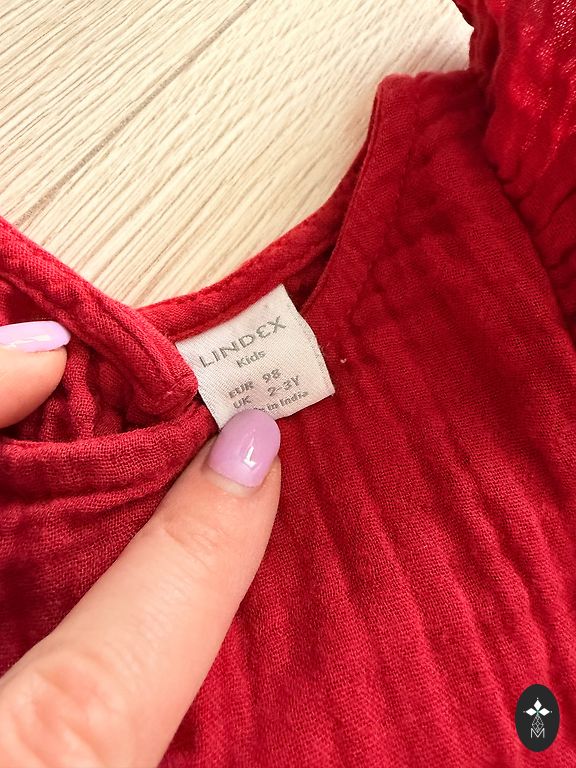 LINDEX
Kids
EUR 98
UK 2-3Y
in India
M